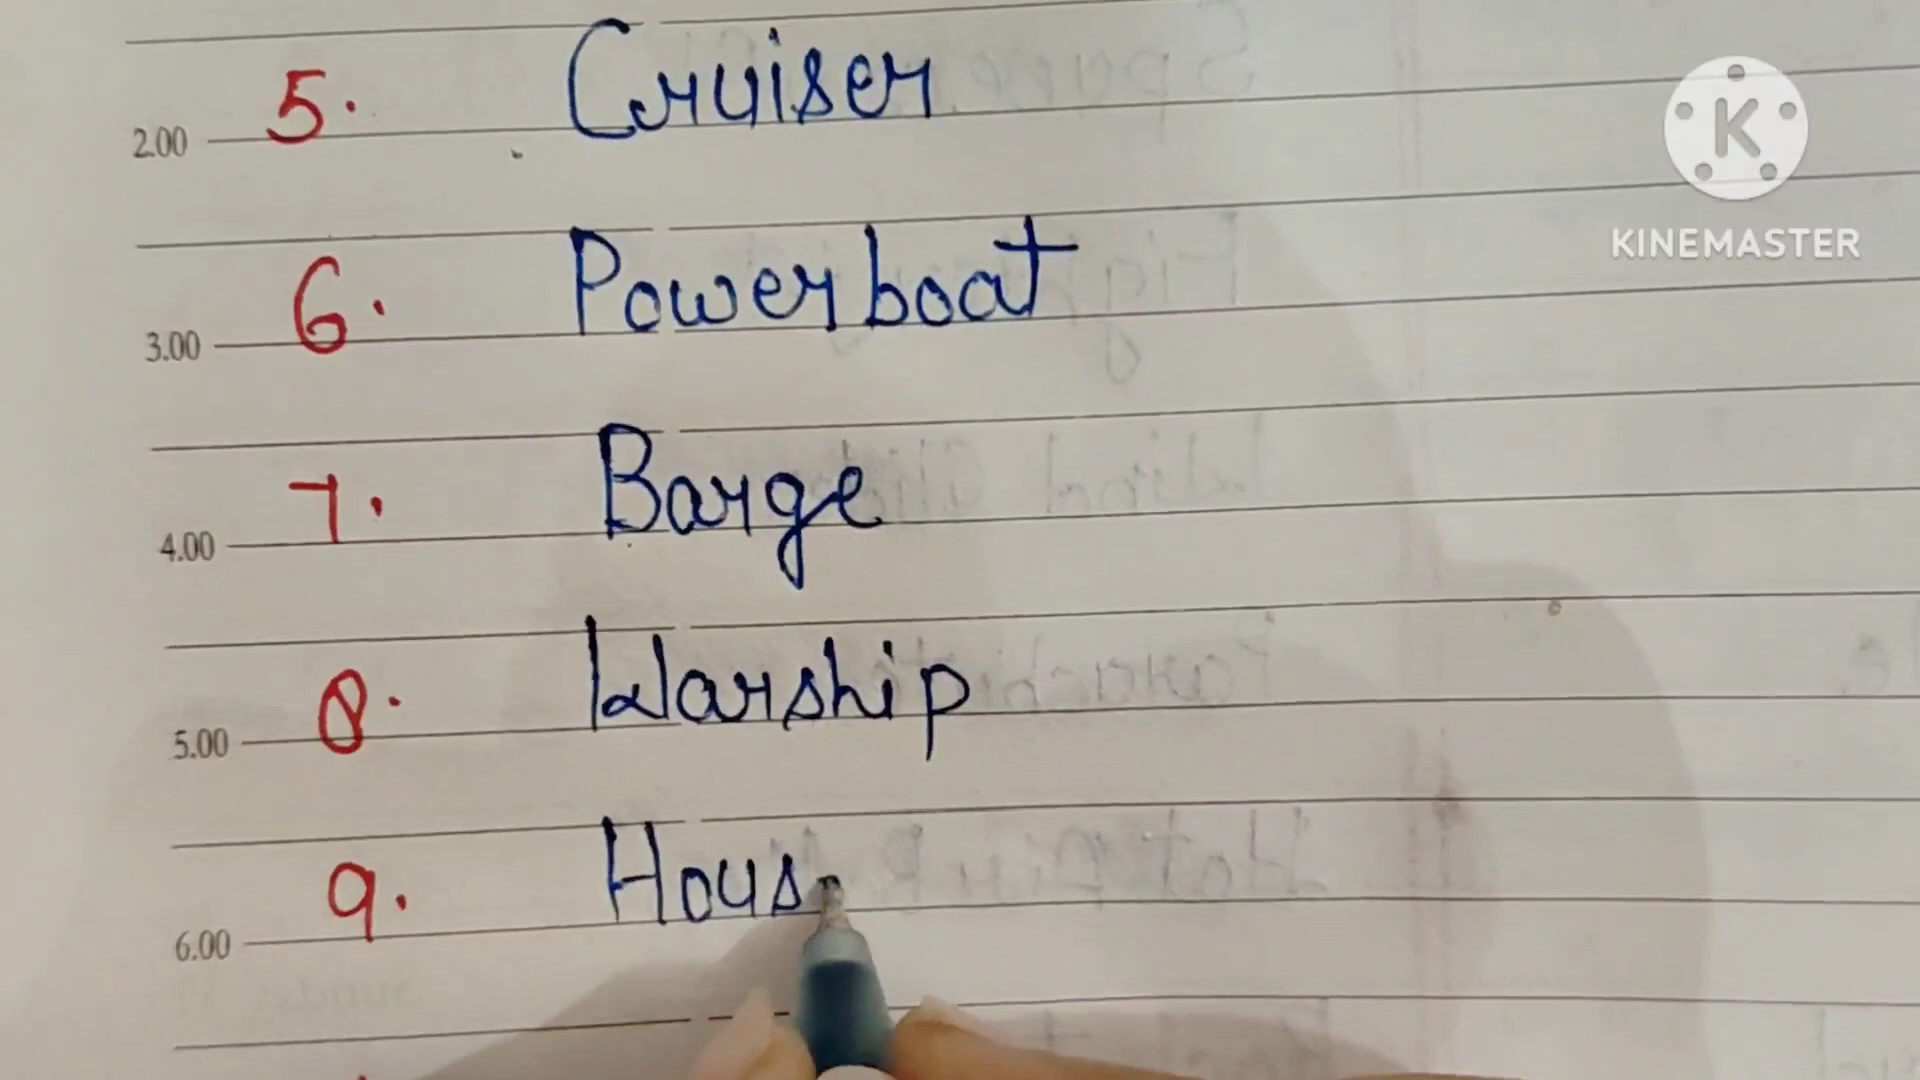 5. Cruiser
KINEMASTER
2.00
6. Powerboat
3.00
7. Barge
4.00
8. Warship
5.00
9. Hous
6.00